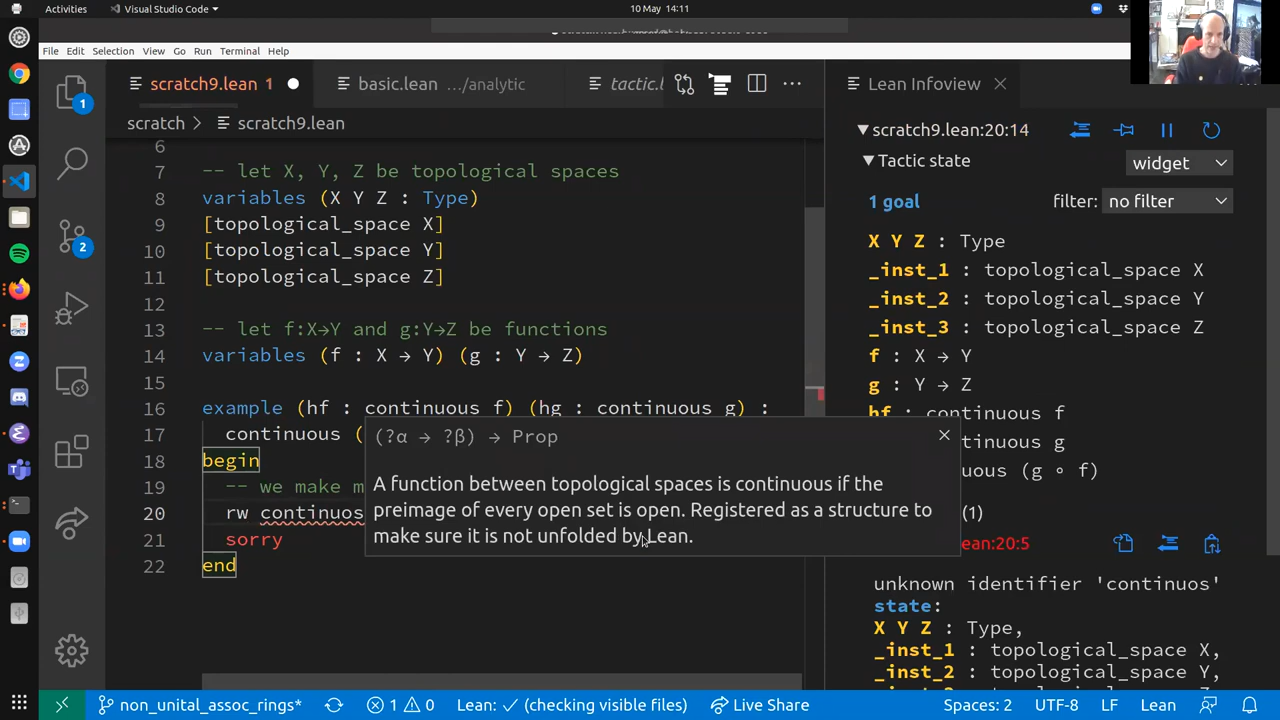 Activities
Visual Studio Code
10 May 14:11
File Edit Selection View Go Run Terminal Help
scratch9.lean 1
basic.lean .../analytic
tactic.l
Lean Infoview
scratch > scratch9.lean
1
2
6
7 -- let X, Y, Z be topological spaces
8 variables (X Y Z : Type)
9 [topological_space X]
10 [topological_space Y]
11 [topological_space Z]
12
13 -- let f:X→Y and g:Y→Z be functions
14 variables (f : X → Y) (g : Y → Z)
15
16 example (hf : continuous f) (hg : continuous g) :
17 continuous (
18 begin
19 -- we make m
20 rw continuos
21 sorry
22 end
(?α → ?β) → Prop
A function between topological spaces is continuous if the
preimage of every open set is open. Registered as a structure to
make sure it is not unfolded by Lean.
scratch9.lean:20:14
Tactic state
widget
1 goal
filter: no filter
X Y Z : Type
_inst_1 : topological_space X
_inst_2 : topological_space Y
_inst_3 : topological_space Z
f : X → Y
g : Y → Z
hf : continuous f
ntinuous g
uous (g ∘ f)
(1)
ean:20:5
unknown identifier 'continuos'
state:
X Y Z : Type,
_inst_1 : topological_space X,
_inst_2 : topological_space Y,
non_unital_assoc_rings*
1 0
Lean: (checking visible files)
Live Share
Spaces: 2
UTF-8
LF
Lean